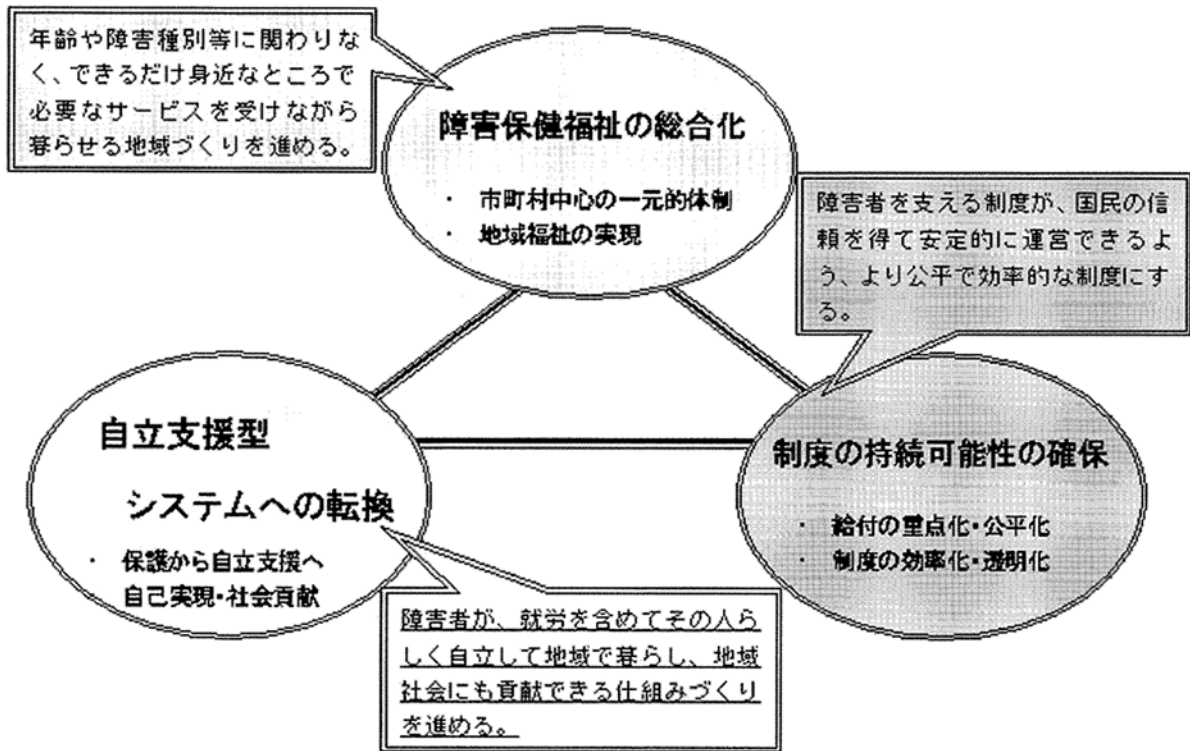 年齢や障害種別等に関わりな
く、できるだけ身近なところで
必要なサービスを受けながら
暮らせる地域づくりを進める。
障害保健福祉の総合化
・ 市町村中心の一元的体制
・ 地域福祉の実現
障害者を支える制度が、国民の信
頼を得て安定的に運営できるよ
う、より公平で効率的な制度にす
る。
自立支援型
システムへの転換
・ 保護から自立支援へ
自己実現・社会貢献
制度の持続可能性の確保
・ 給付の重点化・公平化
・ 制度の効率化・透明化
障害者が、就労を含めてその人ら
しく自立して地域で暮らし、地域
社会にも貢献できる仕組みづくり
を進める。